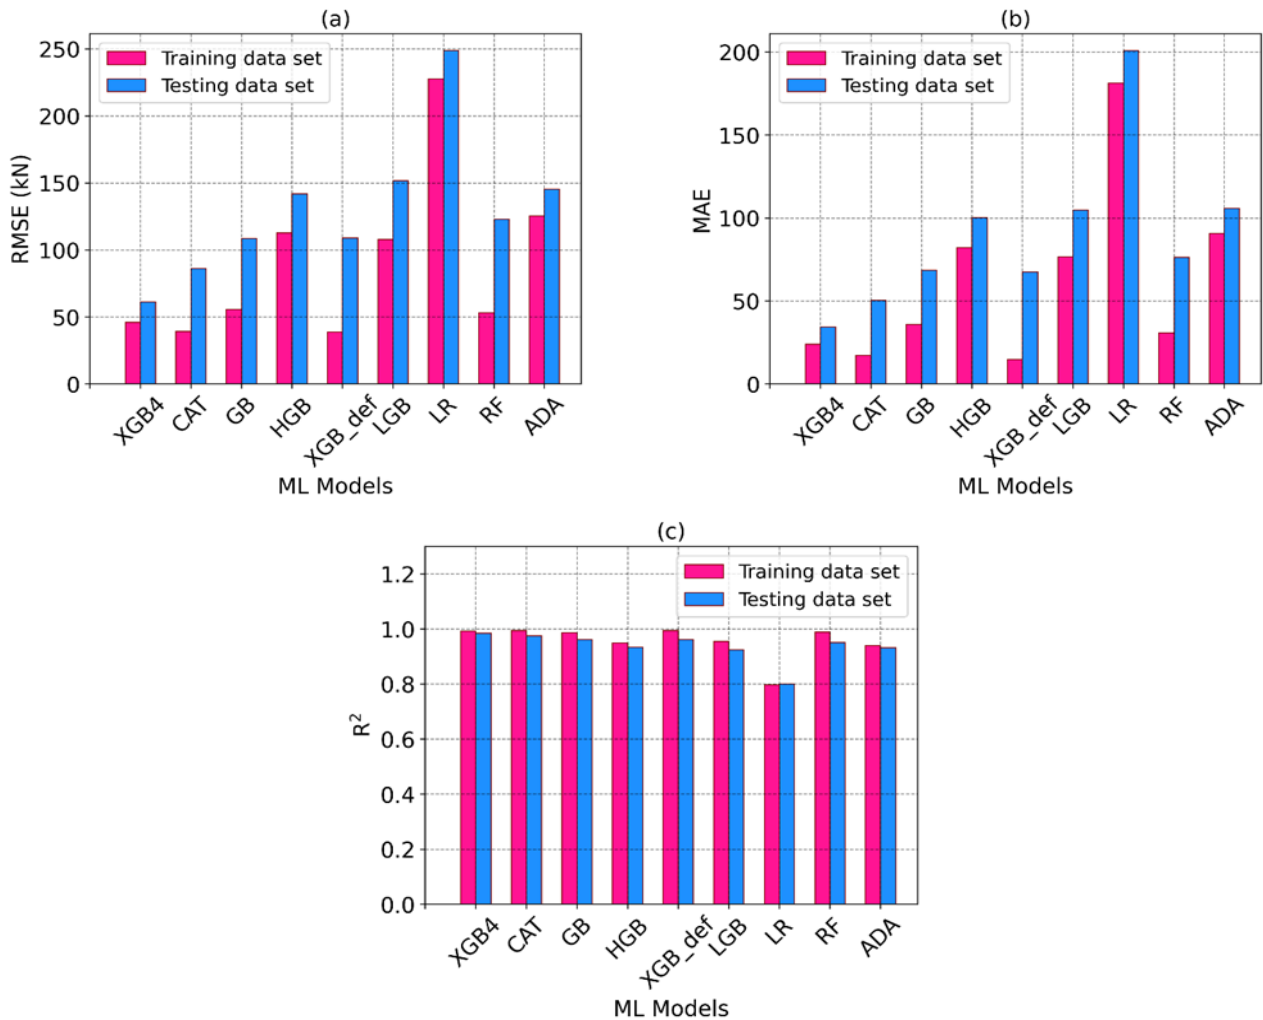 (a)
Training data set
Testing data set
RMSE (kN)
250
200
150
100
50
0
XGB4 CAT GB HGB XGB_def LGB LR RF ADA
ML Models
(b)
Training data set
Testing data set
MAE
200
150
100
50
0
XGB4 CAT GB HGB XGB_def LGB LR RF ADA
ML Models
(c)
Training data set
Testing data set
R²
1.2
1.0
0.8
0.6
0.4
0.2
0.0
XGB4 CAT GB HGB XGB_def LGB LR RF ADA
ML Models